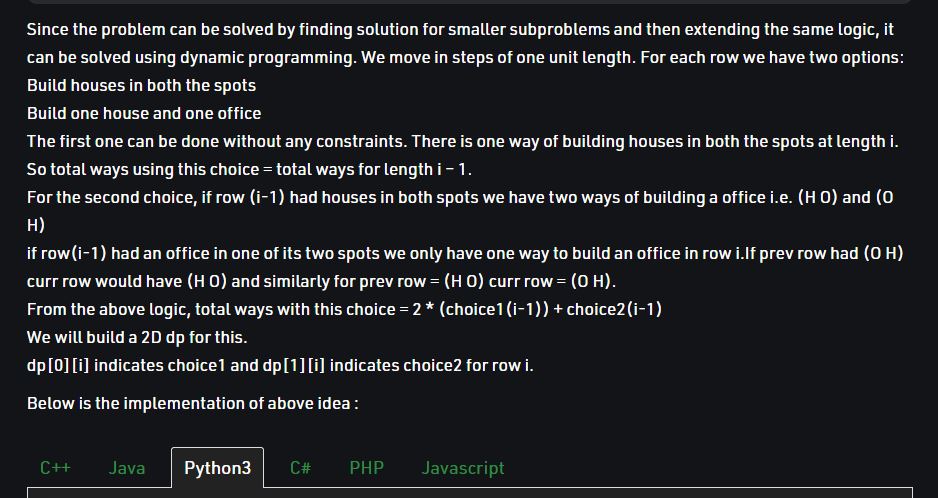 Since the problem can be solved by finding solution for smaller subproblems and then extending the same logic, it
can be solved using dynamic programming. We move in steps of one unit length. For each row we have two options:
Build houses in both the spots
Build one house and one office
The first one can be done without any constraints. There is one way of building houses in both the spots at length i.
So total ways using this choice = total ways for length i – 1.
For the second choice, if row (i-1) had houses in both spots we have two ways of building a office i.e. (H O) and (O
H)
if row(i-1) had an office in one of its two spots we only have one way to build an office in row i.If prev row had (O H)
curr row would have (H O) and similarly for prev row = (H O) curr row = (O H).
From the above logic, total ways with this choice = 2 * (choice1(i-1)) + choice2(i-1)
We will build a 2D dp for this.
dp[0][i] indicates choice1 and dp[1][i] indicates choice2 for row i.
Below is the implementation of above idea :
C++ Java Python3 C# PHP Javascript